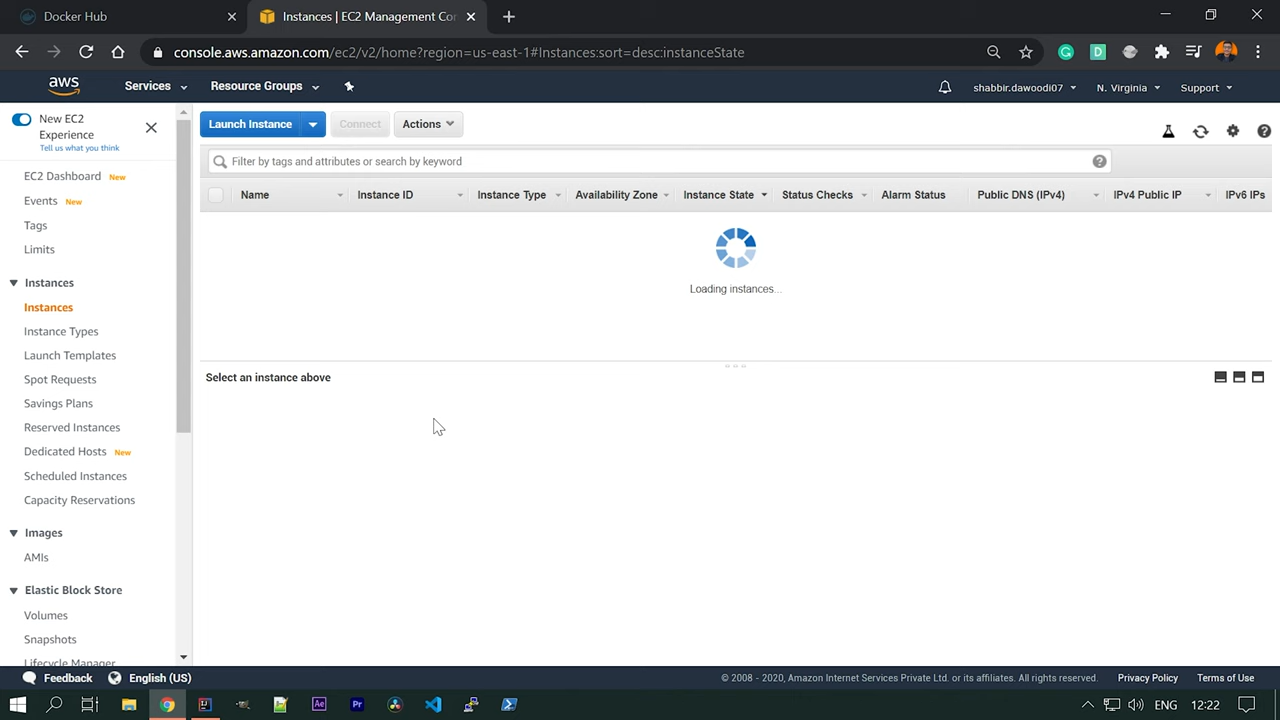 Docker Hub
Instances | EC2 Management Con
console.aws.amazon.com/ec2/v2/home?region=us-east-1#Instances:sort=desc:instanceState
aws Services Resource Groups shabbir.dawoodi07 N. Virginia Support
New EC2 Experience
Tell us what you think
EC2 Dashboard New
Events New
Tags
Limits
Instances
Instances
Instance Types
Launch Templates
Spot Requests
Savings Plans
Reserved Instances
Dedicated Hosts New
Scheduled Instances
Capacity Reservations
Images
AMIs
Elastic Block Store
Volumes
Snapshots
Lifecycle Manager
Launch Instance Connect Actions
Filter by tags and attributes or search by keyword
Name Instance ID Instance Type Availability Zone Instance State Status Checks Alarm Status Public DNS (IPv4) IPv4 Public IP IPv6 IPs
Loading instances...
Select an instance above
Feedback English (US) © 2008 - 2020, Amazon Internet Services Private Ltd. or its affiliates. All rights reserved. Privacy Policy Terms of Use
ENG 12:22